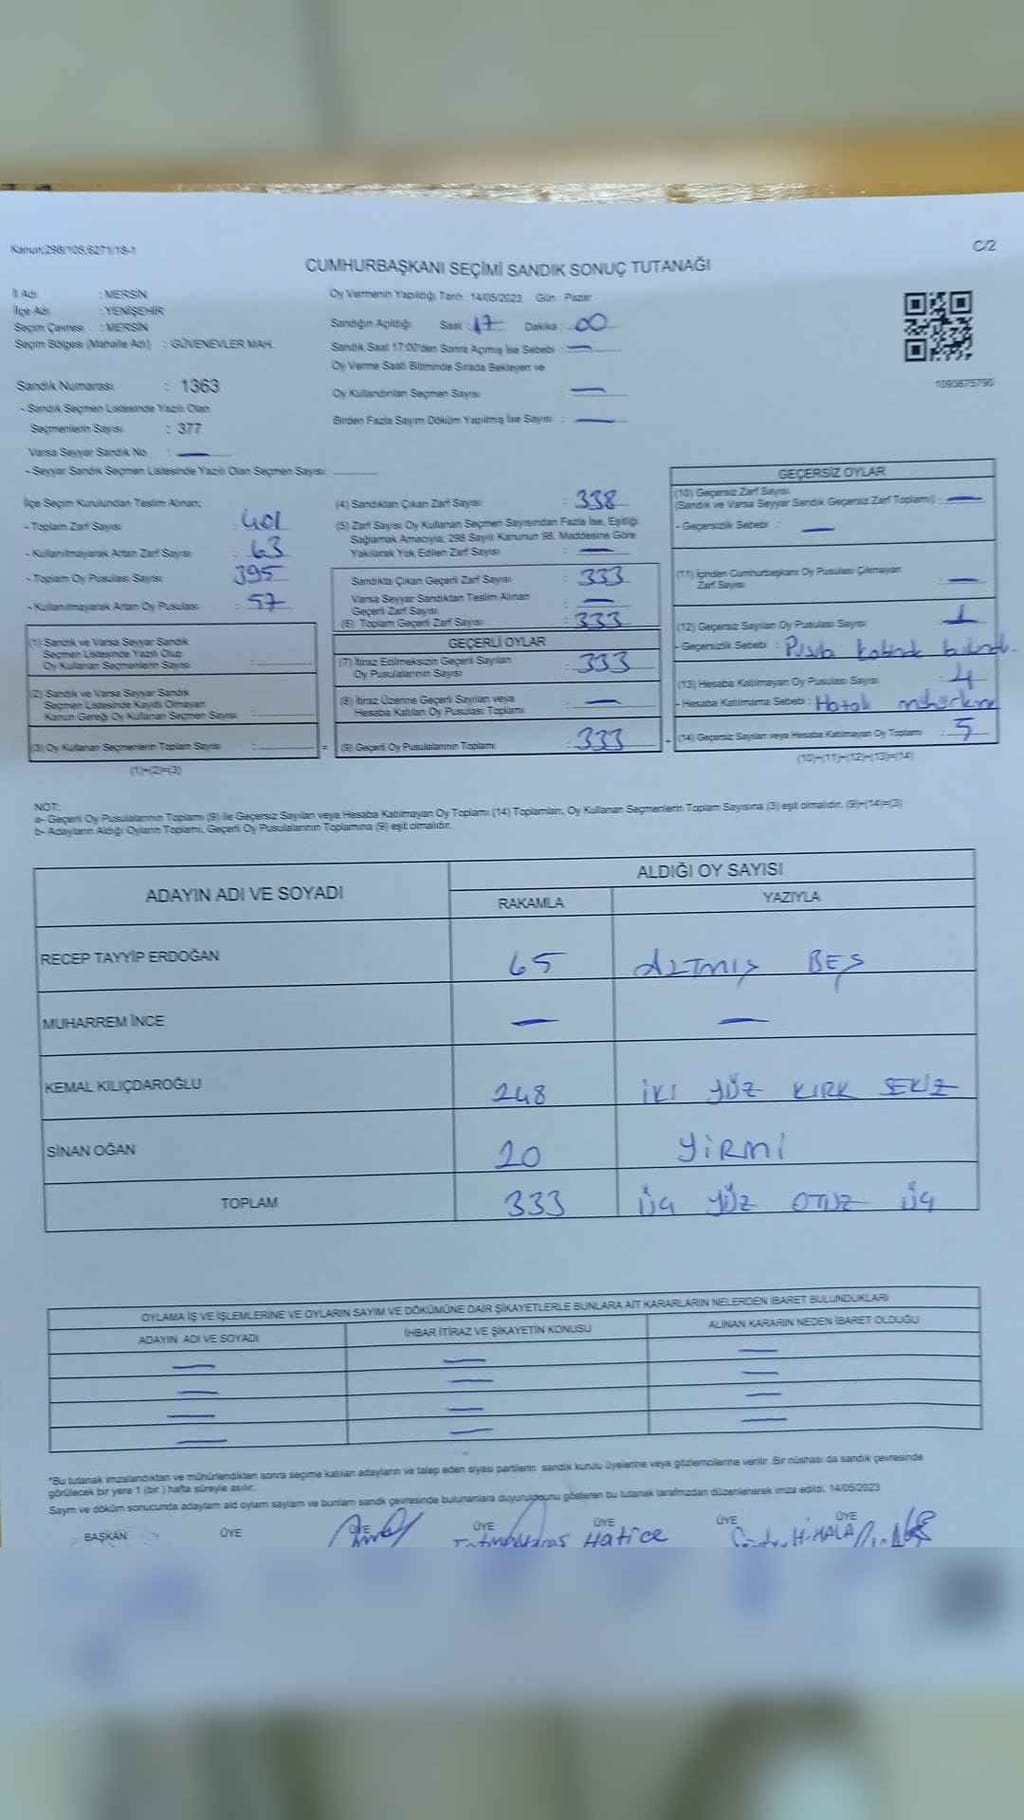 Kanun:298/105,6271/18-1
C/2
CUMHURBAŞKANI SEÇİMİ SANDIK SONUÇ TUTANAĞI
İl Adı : MERSİN
İlçe Adı : YENİŞEHİR
Seçim Çevresi : MERSİN
Seçim Bölgesi (Mahalle Adı) : GÜVENEVLER MAH.
Sandık Numarası : 1363
- Sandık Seçmen Listesinde Yazılı Olan
Seçmenlerin Sayısı : 377
Varsa Seyyar Sandık No : —
- Seyyar Sandık Seçmen Listesinde Yazılı Olan Seçmen Sayısı:
Oy Vermenin Yapıldığı Tarih : 14/05/2023 Gün : Pazar
Sandığın Açıldığı Saat : 17 Dakika : 00
Sandık Saat 17:00'den Sonra Açmış İse Sebebi : —
Oy Verme Saati Bitiminde Sırada Bekleyen ve
Oy Kullandırılan Seçmen Sayısı : —
Birden Fazla Sayım Döküm Yapılmış İse Sayısı : —
1090675790
İlçe Seçim Kurulundan Teslim Alınan;
- Toplam Zarf Sayısı : 401
- Kullanılmayarak Artan Zarf Sayısı : 63
- Toplam Oy Pusulası Sayısı : 395
- Kullanılmayarak Artan Oy Pusulası : 57
(1) Sandık ve Varsa Seyyar Sandık
Seçmen Listesinde Yazılı Olup
Oy Kullanan Seçmenlerin Sayısı :
(2) Sandık ve Varsa Seyyar Sandık
Seçmen Listesinde Kayıtlı Olmayan
Kanun Gereği Oy Kullanan Seçmen Sayısı :
(3) Oy Kullanan Seçmenlerin Toplam Sayısı : =
(1)+(2)=(3)
(4) Sandıktan Çıkan Zarf Sayısı : 338
(5) Zarf Sayısı Oy Kullanan Seçmen Sayısından Fazla İse, Eşitliği
Sağlamak Amacıyla; 298 Sayılı Kanunun 98. Maddesine Göre
Yakılarak Yok Edilen Zarf Sayısı : —
Sandıkta Çıkan Geçerli Zarf Sayısı : 333
Varsa Seyyar Sandıktan Teslim Alınan
Geçerli Zarf Sayısı : —
(6) Toplam Geçerli Zarf Sayısı : 333
GEÇERLİ OYLAR
(7) İtiraz Edilmeksizin Geçerli Sayılan
Oy Pusulalarının Sayısı : 333
(8) İtiraz Üzerine Geçerli Sayılan veya
Hesaba Katılan Oy Pusulası Toplamı : —
(9) Geçerli Oy Pusulalarının Toplamı : 333
GEÇERSİZ OYLAR
(10) Geçersiz Zarf Sayısı
(Sandık ve Varsa Seyyar Sandık Geçersiz Zarf Toplamı) : —
- Geçersizlik Sebebi : —
(11) İçinden Cumhurbaşkanı Oy Pusulası Çıkmayan
Zarf Sayısı : —
(12) Geçersiz Sayılan Oy Pusulası Sayısı : 1
- Geçersizlik Sebebi :
(13) Hesaba Katılmayan Oy Pusulası Sayısı : 4
- Hesaba Katılmama Sebebi : Hatalı
(14) Geçersiz Sayılan veya Hesaba Katılmayan Oy Toplamı : 5
(10)+(11)+(12)+(13)=(14)
NOT:
a- Geçerli Oy Pusulalarının Toplamı (9) ile Geçersiz Sayılan veya Hesaba Katılmayan Oy Toplamı (14) Toplamları, Oy Kullanan Seçmenlerin Toplam Sayısına (3) eşit olmalıdır. (9)+(14)=(3)
b- Adayların Aldığı Oyların Toplamı, Geçerli Oy Pusulalarının Toplamına (9) eşit olmalıdır.
ADAYIN ADI VE SOYADI
ALDIĞI OY SAYISI
RAKAMLA YAZIYLA
RECEP TAYYİP ERDOĞAN 65 ALTMIŞ BEŞ
MUHARREM İNCE — —
KEMAL KILIÇDAROĞLU 248 İKİ YÜZ KIRK SEKİZ
SİNAN OĞAN 20 YİRMİ
TOPLAM 333 ÜÇ YÜZ OTUZ ÜÇ
OYLAMA İŞ VE İŞLEMLERİNE VE OYLARIN SAYIM VE DÖKÜMÜNE DAİR ŞİKAYETLERLE BUNLARA AİT KARARLARIN NELERDEN İBARET BULUNDUKLARI
ADAYIN ADI VE SOYADI İHBAR İTİRAZ VE ŞİKAYETİN KONUSU ALINAN KARARIN NEDEN İBARET OLDUĞU
— — —
— — —
— — —
— — —
*Bu tutanak imzalandıktan ve mühürlendikten sonra seçime katılan adayların ve talep eden siyasi partilerin sandık kurulu üyelerine veya gözlemcilerine verilir .Bir nüshası da sandık çevresinde
görülecek bir yere 1 (bir ) hafta süreyle asılır.
Sayım ve döküm sonucunda adayların ald oyların sayıları ve bunların sandık çevresinde bulunanlara duyurulduğunu gösteren bu tutanak tarafımızdan düzenlenerek imza edildi. 14/05/2023
BAŞKAN ÜYE ÜYE ÜYE ÜYE ÜYE ÜYE
Hatice